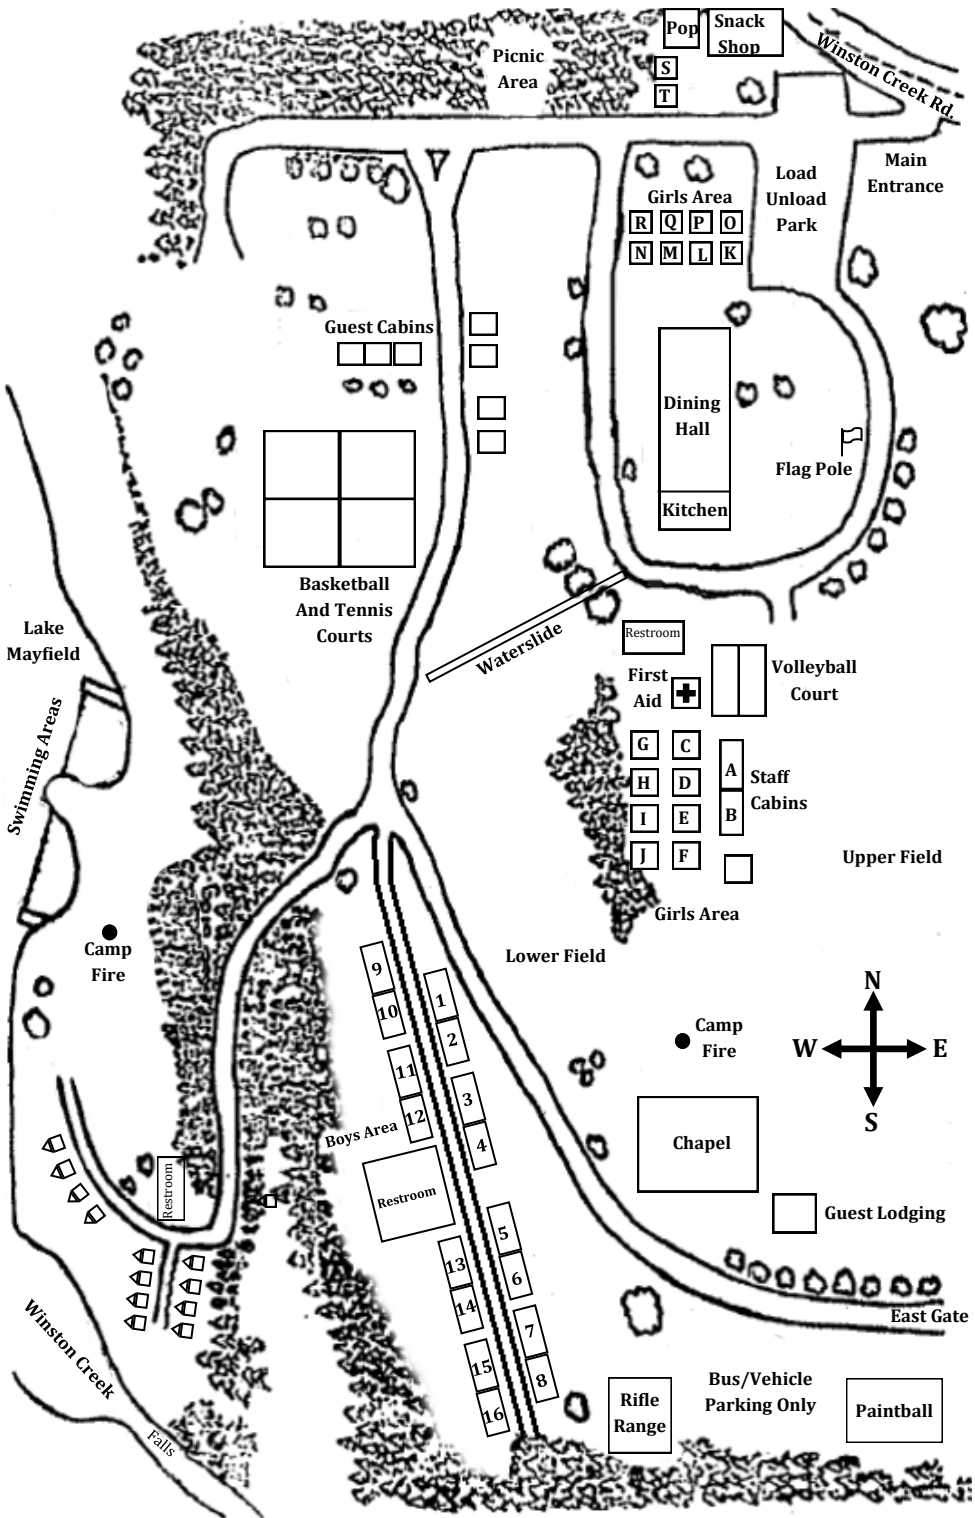 Pop
Snack
Shop
Picnic
Area
S
T
Winston Creek Rd.
Main
Entrance
Load
Unload
Park
Girls Area
R Q P O
N M L K
Guest Cabins
Dining
Hall
Flag Pole
Kitchen
Basketball
And Tennis
Courts
Waterslide
Lake
Mayfield
Restroom
First
Aid
Volleyball
Court
Swimming Areas
G C
H D
I E
J F
A
B
Staff
Cabins
Upper Field
Girls Area
Lower Field
Camp
Fire
9
10
1
2
11
12
3
4
Camp
Fire
N
W E
S
Boys Area
Chapel
Restroom
Restroom
Guest Lodging
5
6
13
14
7
8
15
16
East Gate
Winston Creek
Falls
Rifle
Range
Bus/Vehicle
Parking Only
Paintball